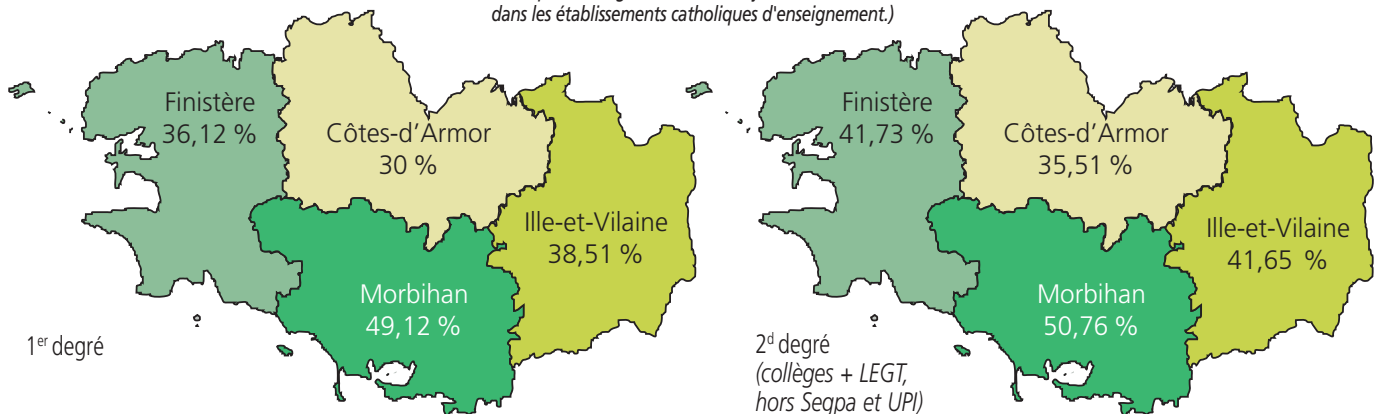 dans les établissements catholiques d'enseignement.)
Finistère
36,12 %
Côtes-d'Armor
30 %
Ille-et-Vilaine
38,51 %
Morbihan
49,12 %
1er degré
Finistère
41,73 %
Côtes-d'Armor
35,51 %
Ille-et-Vilaine
41,65 %
Morbihan
50,76 %
2d degré
(collèges + LEGT,
hors Segpa et UPI)